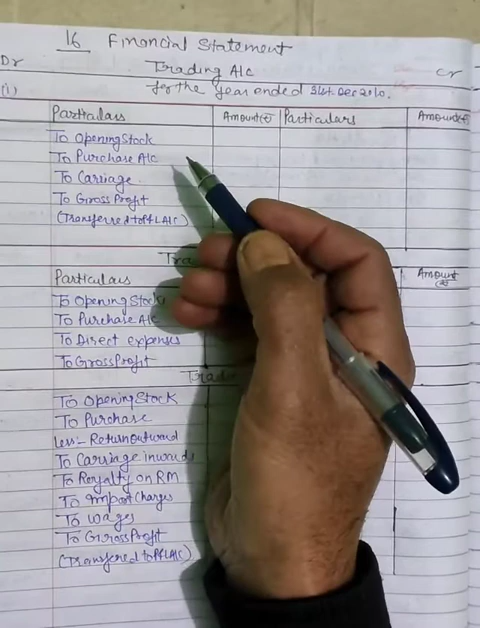 16 Financial Statement
Dr Trading A/c Cr
(1) for the year ended 31st Dec 2010.
Particulars Amount(₹) Particulars Amount(₹)
To Opening Stock
To Purchase A/c
To Carriage
To Gross Profit
(Transferred to P&L A/c)
Particulars Amount (₹)
To Opening Stock
To Purchase A/c
To Direct expenses
To Gross Profit
To Opening Stock
To Purchase
less- Return Outward
To Carriage inwards
To Royalty on RM
To Import Charges
To Wages
To Gross Profit
(Transfered to P&L A/c)